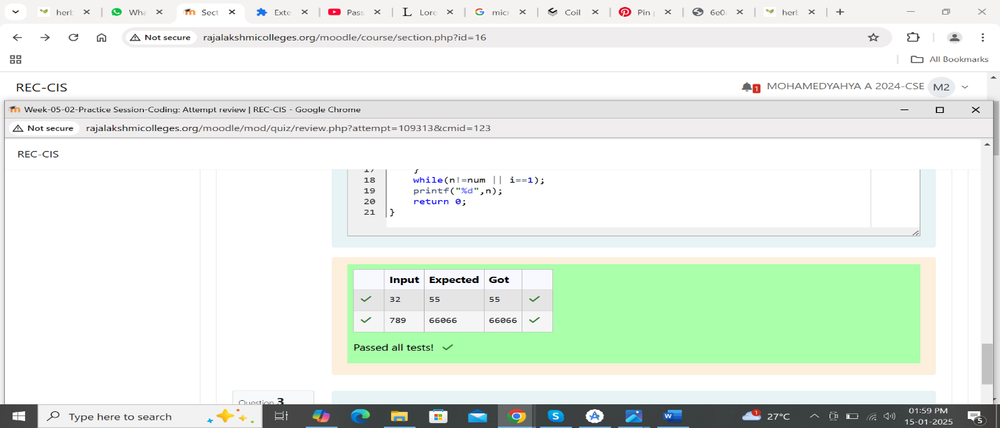 herb
Wha
Sect
Exte
Pass
Lore
micr
Coil
Pin
6e0
herb
Not secure
rajalakshmicolleges.org/moodle/course/section.php?id=16
All Bookmarks
REC-CIS
1 MOHAMEDYAHYA A 2024-CSE M2
Week-05-02-Practice Session-Coding: Attempt review | REC-CIS - Google Chrome
Not secure rajalakshmicolleges.org/moodle/mod/quiz/review.php?attempt=109313&cmid=123
REC-CIS
17 }
18 while(n!=num || i==1);
19 printf("%d",n);
20 return 0;
21 }
Input Expected Got
32 55 55
789 66066 66066
Passed all tests!
Question 3
Type here to search
1 27°C
01:59 PM
15-01-2025
5